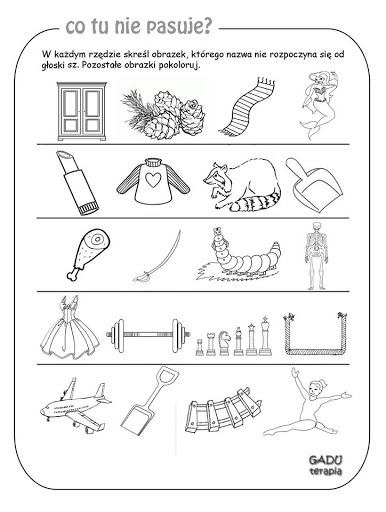 co tu nie pasuje?
W każdym rzędzie skreśl obrazek, którego nazwa nie rozpoczyna się od
głoski sz. Pozostałe obrazki pokoloruj.
GADU
terapia